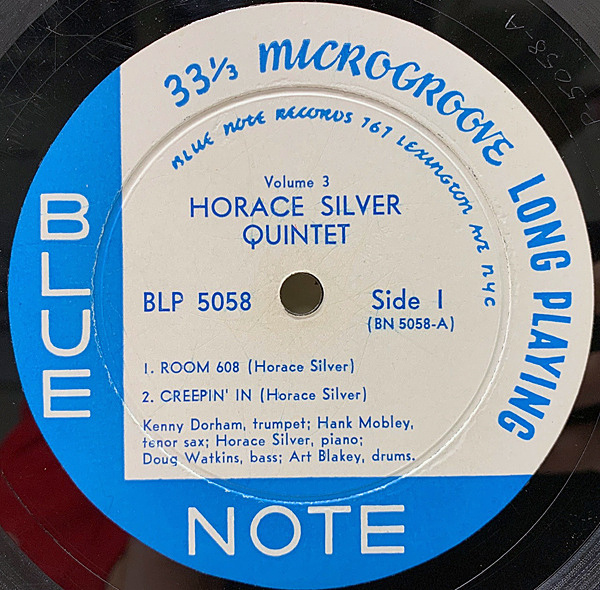 33⅓ MICROGROOVE LONG PLAYING
BLUE NOTE RECORDS 767 LEXINGTON AVE NYC
Volume 3
HORACE SILVER
QUINTET
BLP 5058
Side 1
(BN 5058-A)
1. ROOM 608 (Horace Silver)
2. CREEPIN' IN (Horace Silver)
Kenny Dorham, trumpet; Hank Mobley,
tenor sax; Horace Silver, piano;
Doug Watkins, bass; Art Blakey, drums.
BLUE
NOTE